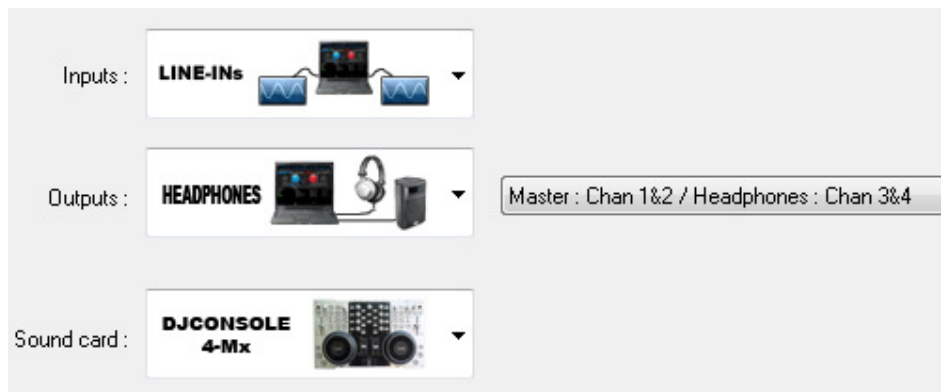 Inputs :
LINE-INs
Outputs :
HEADPHONES
Master : Chan 1&2 / Headphones : Chan 3&4
Sound card :
DJCONSOLE
4-Mx